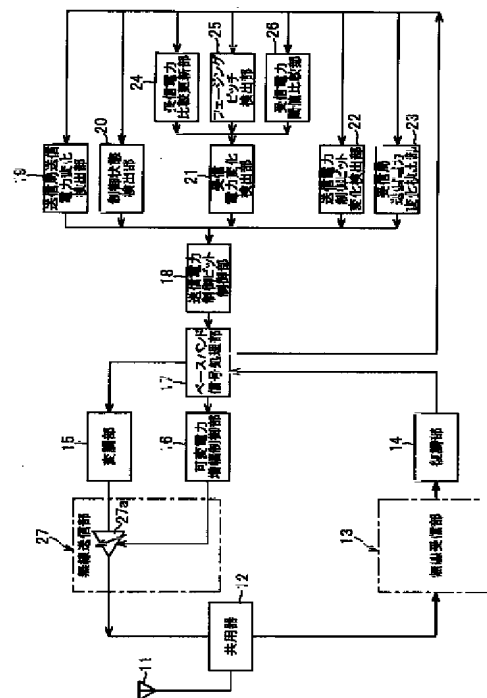 19
送信局送信
電力変化
検出部
20
制御状態
検出部
24
受信電力
比較更新部
25
フェージング
ピッチ
検出部
26
受信電力
閾値比較部
21
受信
電力変化
検出部
22
送信電力
制御ビット
変化検出部
23
受信局
変化検出部
18
送信電力
制御ビット
制御部
17
ベースバンド
信号処理部
15
変調部
16
可変電力
増幅制御部
27
無線送信部
27a
14
復調部
13
無線受信部
12
共用器
11